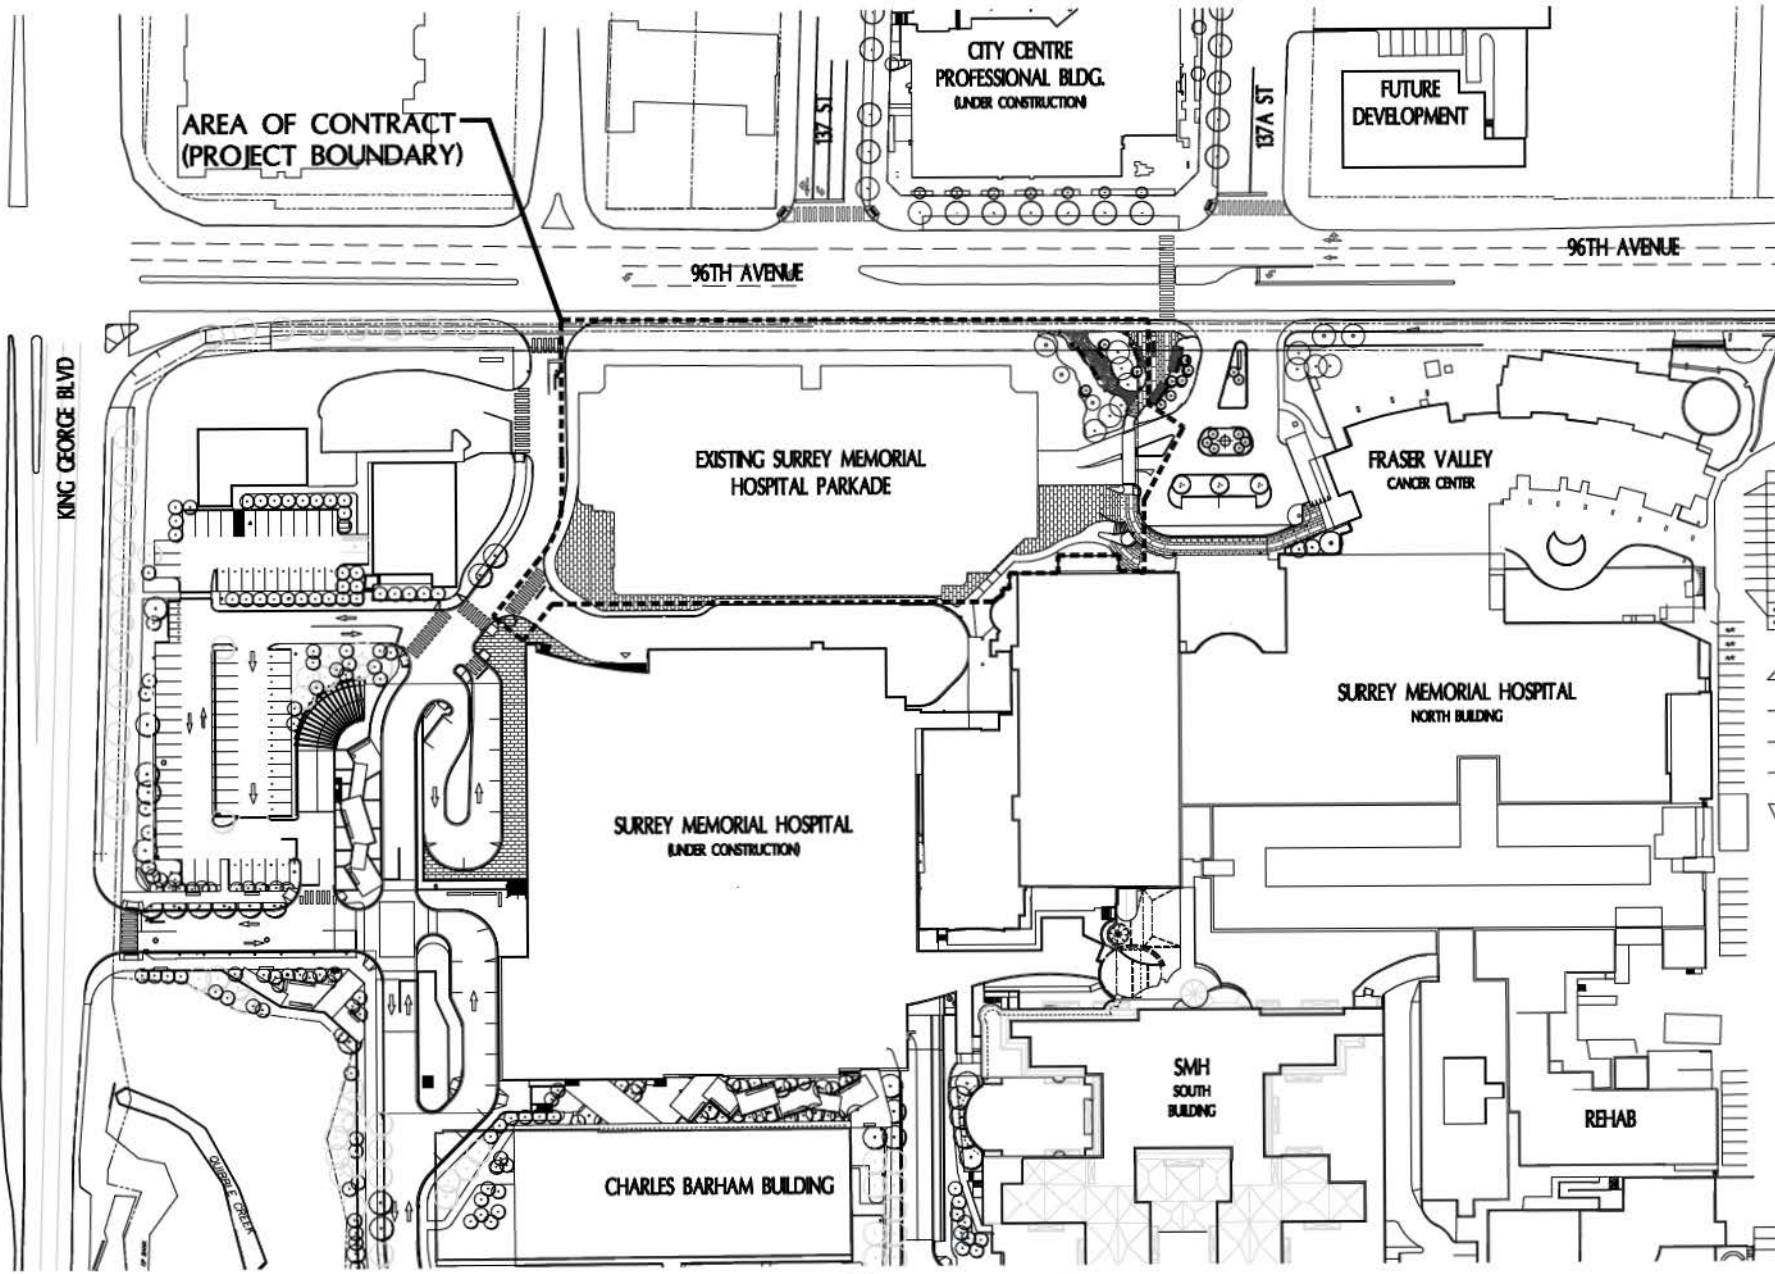 CITY CENTRE
PROFESSIONAL BLDG.
(UNDER CONSTRUCTION)
FUTURE
DEVELOPMENT
AREA OF CONTRACT
(PROJECT BOUNDARY)
137 ST
137A ST
96TH AVENUE
96TH AVENUE
KING GEORGE BLVD
EXISTING SURREY MEMORIAL
HOSPITAL PARKADE
FRASER VALLEY
CANCER CENTER
SURREY MEMORIAL HOSPITAL
NORTH BUILDING
SURREY MEMORIAL HOSPITAL
(UNDER CONSTRUCTION)
SMH
SOUTH
BUILDING
REHAB
CHARLES BARHAM BUILDING
QUIBBLE CREEK